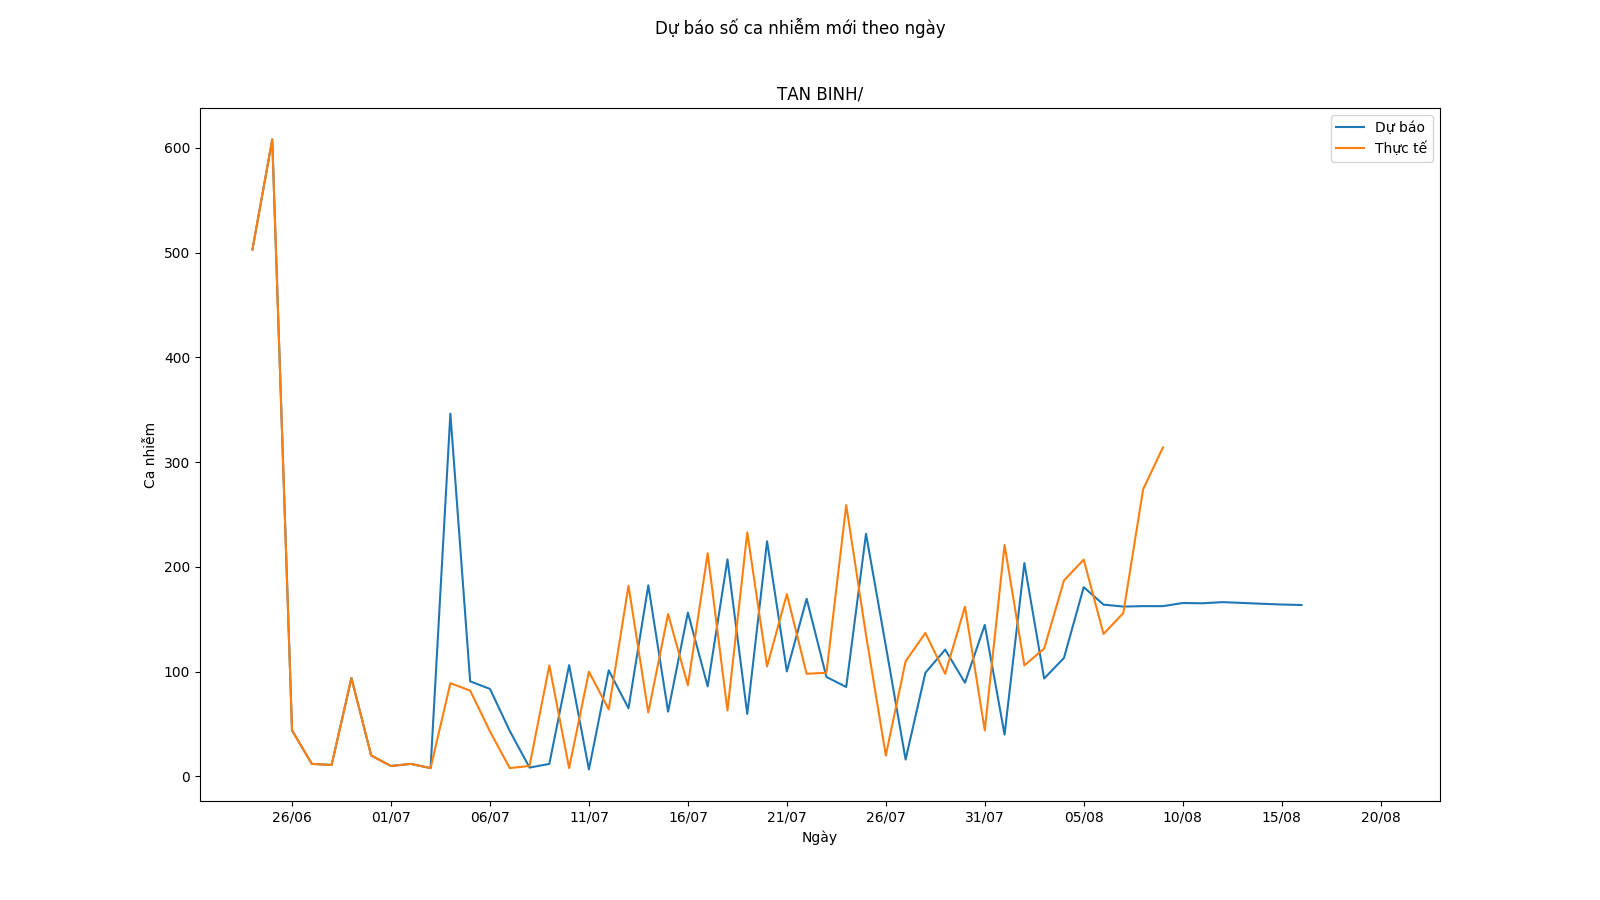 Dự báo số ca nhiễm mới theo ngày
TAN BINH/
Dự báo
Thực tế
600
500
400
300
200
100
0
Ca nhiễm
26/06 01/07 06/07 11/07 16/07 21/07 26/07 31/07 05/08 10/08 15/08 20/08
Ngày